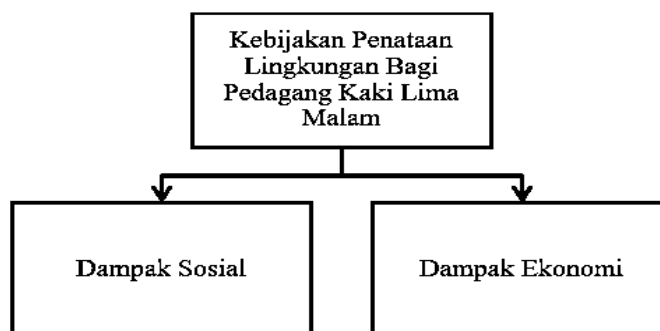 Kebijakan Penataan
Lingkungan Bagi
Pedagang Kaki Lima
Malam
Dampak Sosial
Dampak Ekonomi